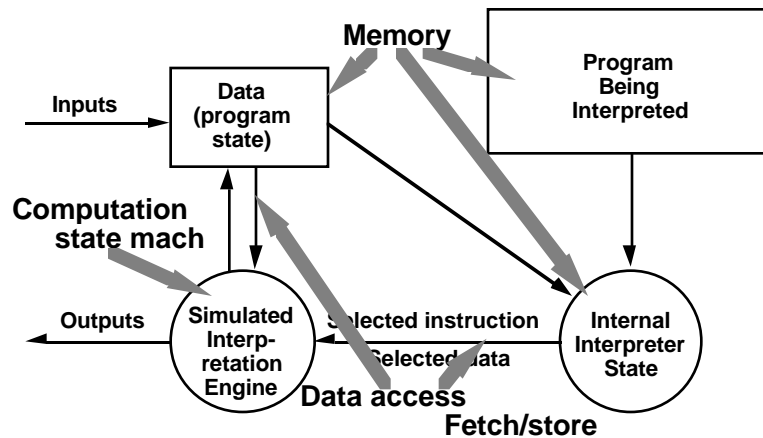 Memory
Program
Being
Interpreted
Inputs
Data
(program
state)
Computation
state mach
Outputs
Simulated
Interp-
retation
Engine
Selected instruction
Selected data
Internal
Interpreter
State
Data access
Fetch/store